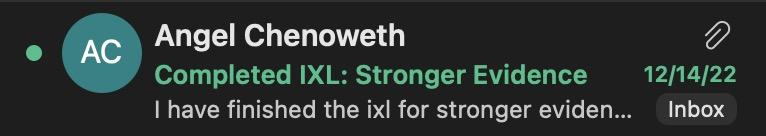 AC
Angel Chenoweth
Completed IXL: Stronger Evidence 12/14/22
I have finished the ixl for stronger eviden... Inbox